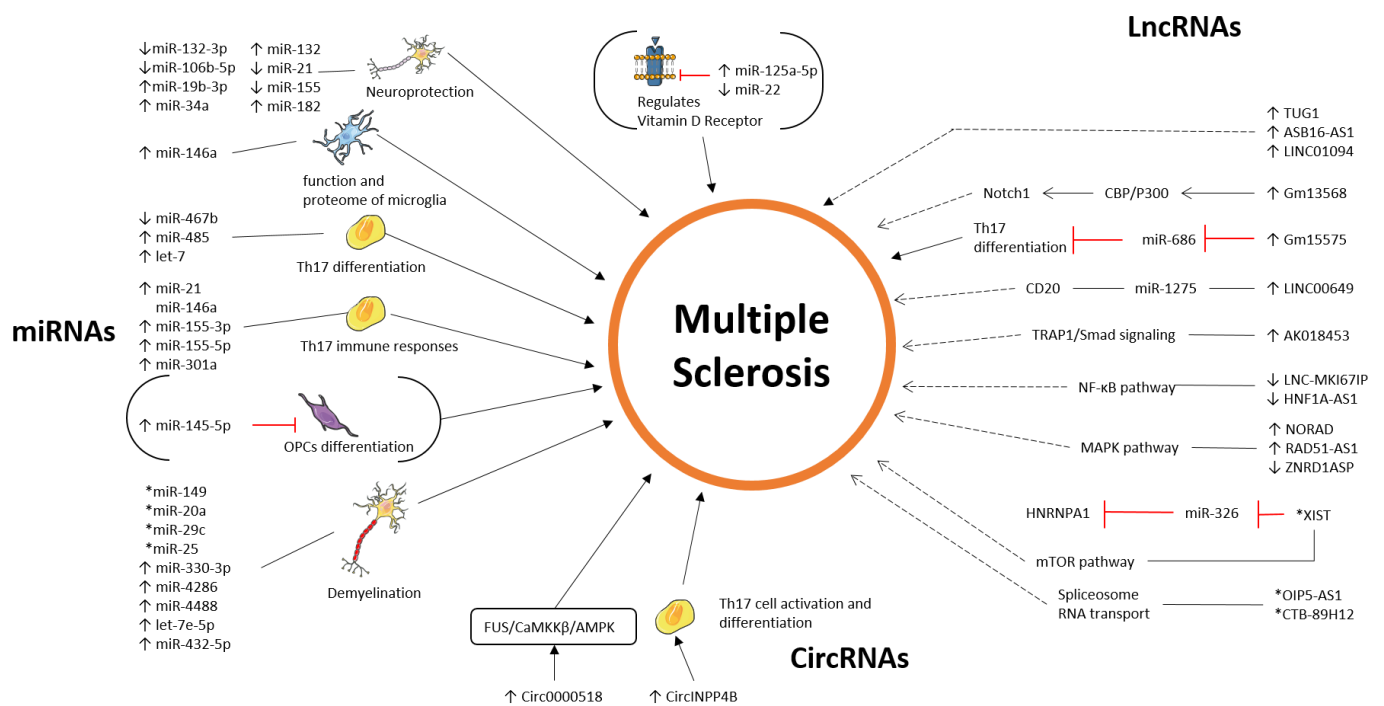 LncRNAs
miRNAs
↓miR-132-3p
↓miR-106b-5p
↑miR-19b-3p
↑ miR-34a
↑ miR-132
↓ miR-21
↓ miR-155
↑ miR-182
Neuroprotection
↑ miR-146a
function and
proteome of microglia
↓ miR-467b
↑ miR-485
↑ let-7
Th17 differentiation
↑ miR-21
miR-146a
↑ miR-155-3p
↑ miR-155-5p
↑ miR-301a
Th17 immune responses
↑ miR-145-5p
OPCs differentiation
*miR-149
*miR-20a
*miR-29c
*miR-25
↑ miR-330-3p
↑ miR-4286
↑ miR-4488
↑ let-7e-5p
↑ miR-432-5p
Demyelination
↑ miR-125a-5p
↓ miR-22
Regulates
Vitamin D Receptor
Multiple
Sclerosis
↑ TUG1
↑ ASB16-AS1
↑ LINC01094
Notch1
CBP/P300
↑ Gm13568
Th17
differentiation
miR-686
↑ Gm15575
CD20
miR-1275
↑ LINC00649
TRAP1/Smad signaling
↑ AK018453
NF-κB pathway
↓ LNC-MKI67IP
↓ HNF1A-AS1
MAPK pathway
↑ NORAD
↑ RAD51-AS1
↓ ZNRD1ASP
HNRNPA1
miR-326
*XIST
mTOR pathway
Spliceosome
RNA transport
*OIP5-AS1
*CTB-89H12
FUS/CaMKKβ/AMPK
↑ Circ0000518
Th17 cell activation and
differentiation
↑ CircINPP4B
CircRNAs